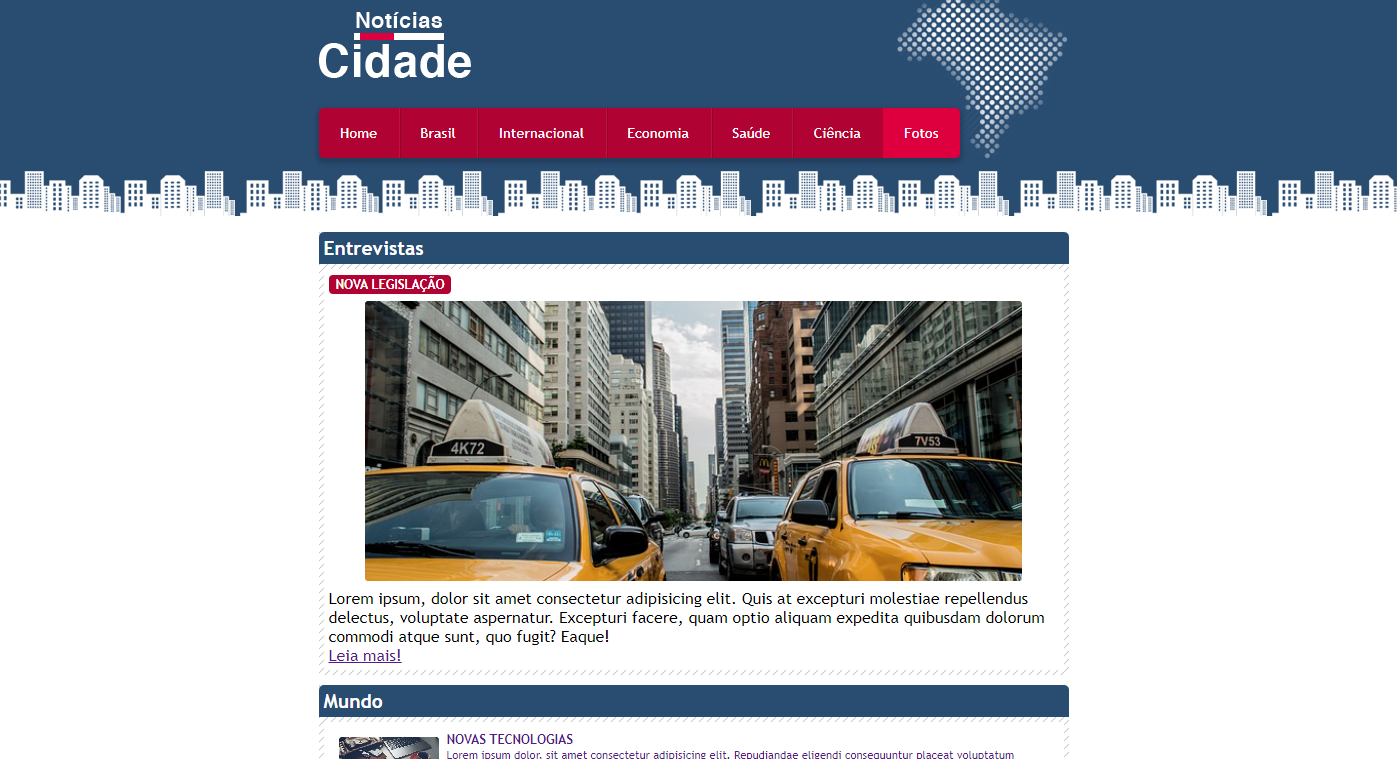 Notícias
Cidade
Home Brasil Internacional Economia Saúde Ciência Fotos
Entrevistas
NOVA LEGISLAÇÃO
4K72
7V53
Lorem ipsum, dolor sit amet consectetur adipisicing elit. Quis at excepturi molestiae repellendus
delectus, voluptate aspernatur. Excepturi facere, quam optio aliquam expedita quibusdam dolorum
commodi atque sunt, quo fugit? Eaque!
Leia mais!
Mundo
NOVAS TECNOLOGIAS
Lorem ipsum dolor, sit amet consectetur adipisicing elit. Repudiandae eligendi consequuntur placeat voluptatum